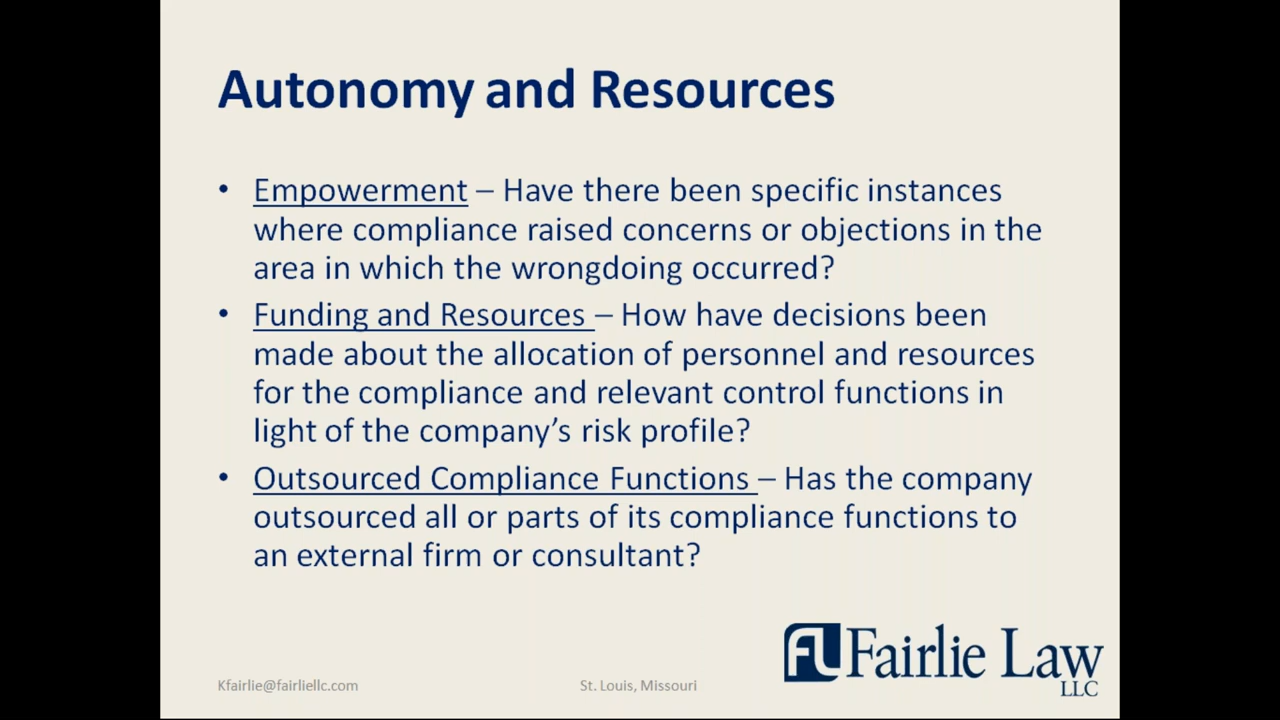 Autonomy and Resources
• Empowerment – Have there been specific instances
where compliance raised concerns or objections in the
area in which the wrongdoing occurred?
• Funding and Resources – How have decisions been
made about the allocation of personnel and resources
for the compliance and relevant control functions in
light of the company’s risk profile?
• Outsourced Compliance Functions – Has the company
outsourced all or parts of its compliance functions to
an external firm or consultant?
FL Fairlie Law
LLC
Kfairlie@fairliellc.com
St. Louis, Missouri